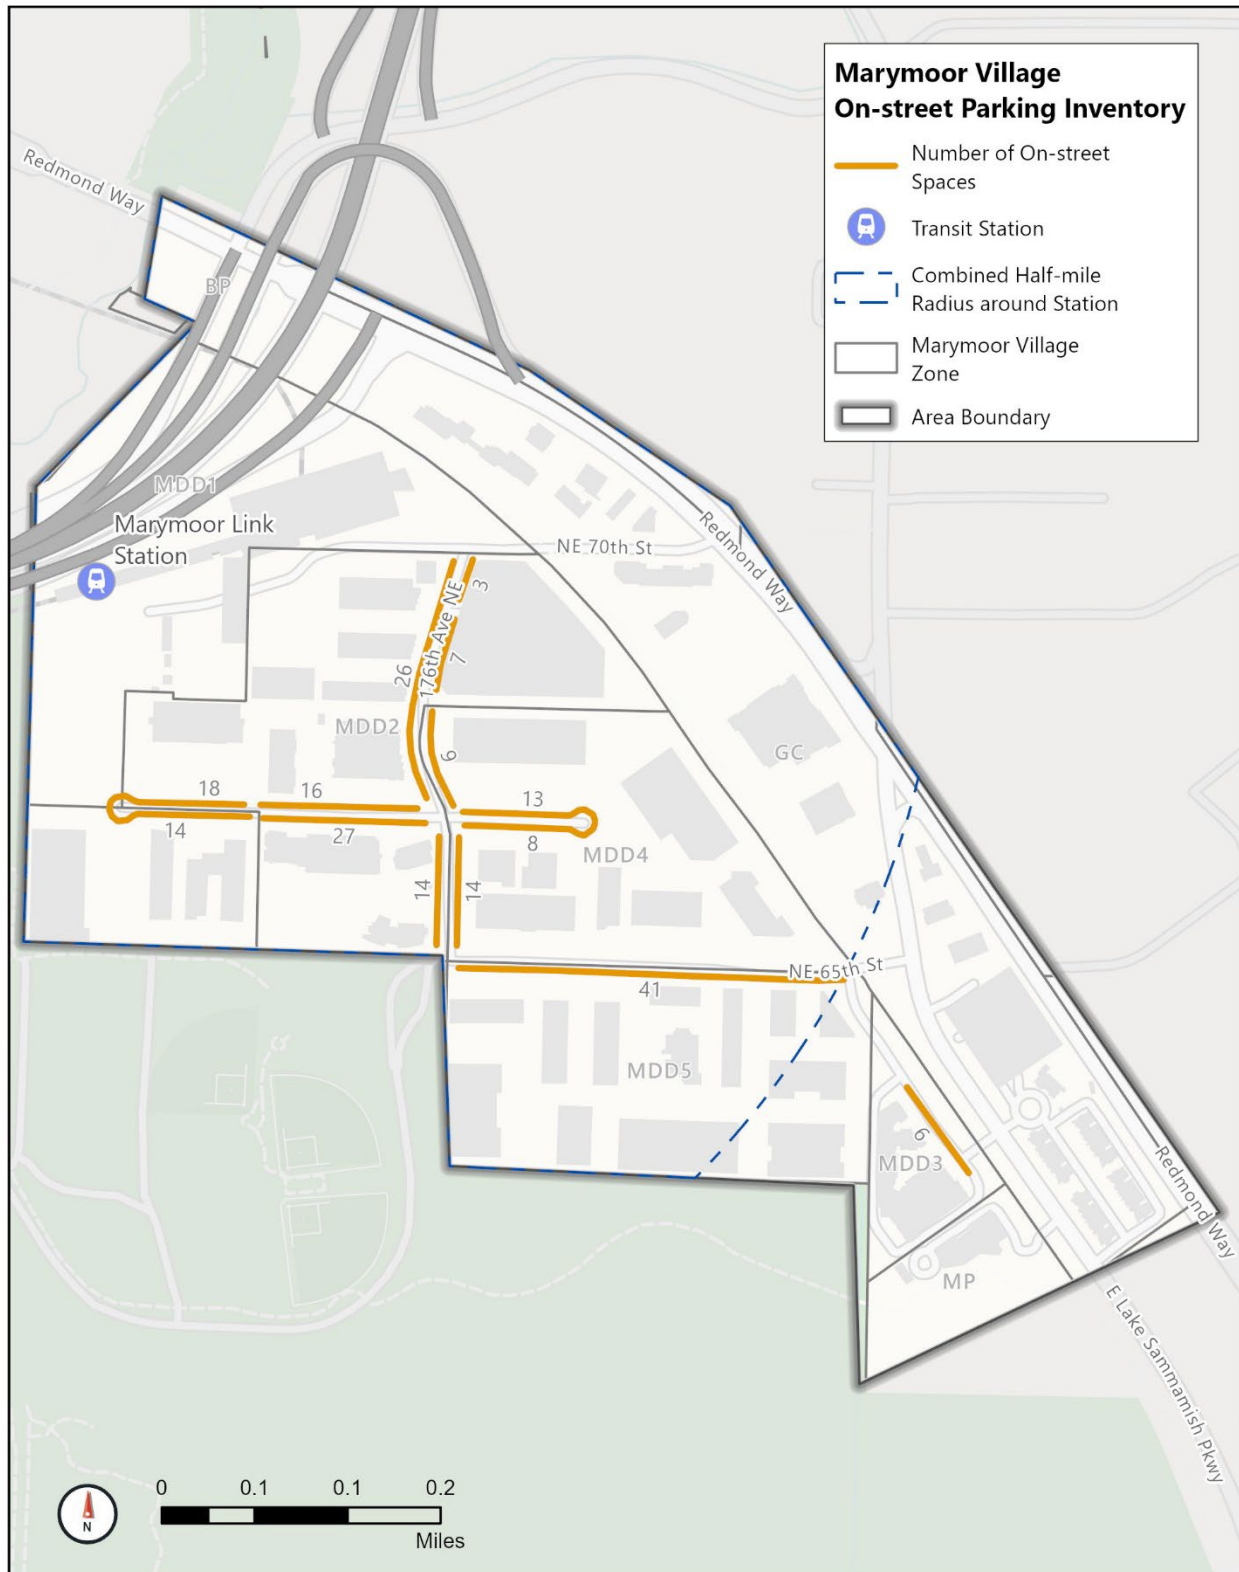 Marymoor Village
On-street Parking Inventory
Number of On-street
Spaces
Transit Station
Combined Half-mile
Radius around Station
Marymoor Village
Zone
Area Boundary
Redmond Way
BP
MDD1
Marymoor Link
Station
Redmond Way
NE 70th St
176th Ave NE
3
7
26
MDD2
6
GC
18
16
13
14
27
8
MDD4
14
14
NE 65th St
41
MDD5
6
MDD3
Redmond Way
MP
E Lake Sammamish Pkwy
0
0.1
0.1
0.2
Miles
N